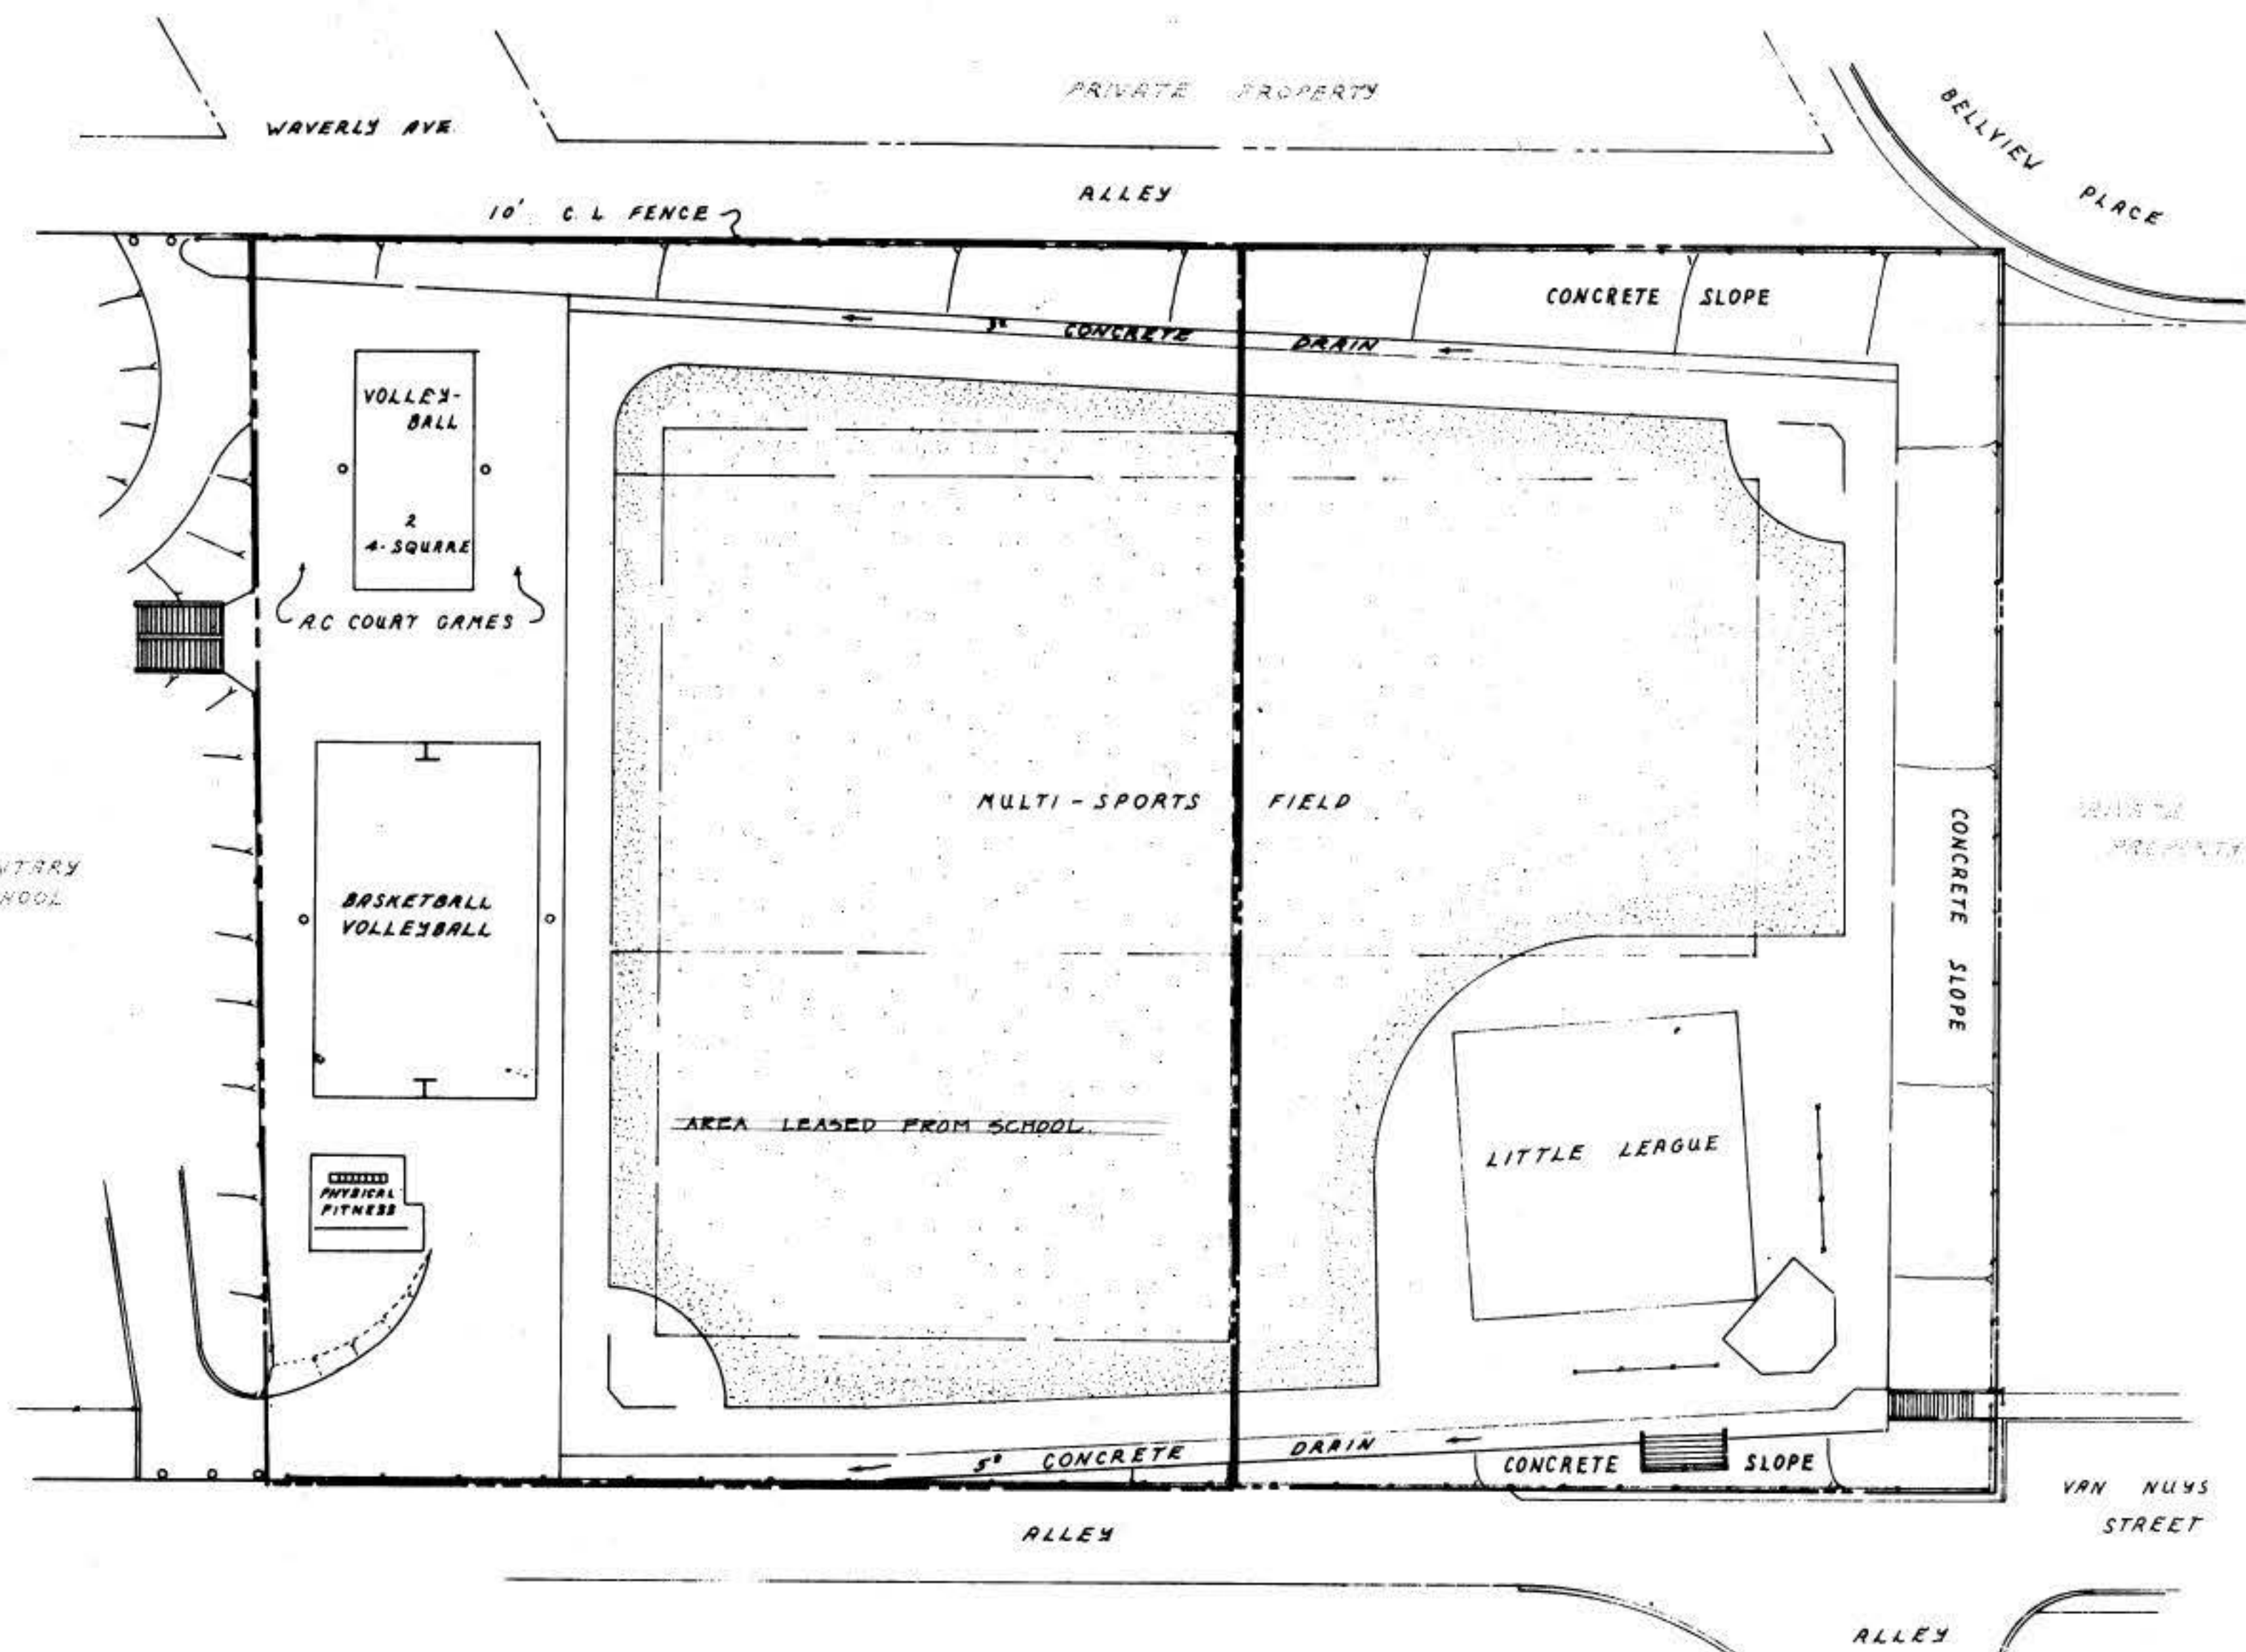 PRIVATE PROPERTY
WAVERLY AVE.
BELLVIEW PLACE
ALLEY
10' C. L FENCE
CONCRETE SLOPE
CONCRETE DRAIN
VOLLEY-
BALL
2
4-SQUARE
A.C COURT GAMES
MULTI-SPORTS FIELD
CONCRETE SLOPE
PROPERTY
BASKETBALL
VOLLEYBALL
AREA LEASED FROM SCHOOL.
LITTLE LEAGUE
PHYSICAL
FITNESS
5" CONCRETE DRAIN
CONCRETE SLOPE
VAN NUYS
STREET
ALLEY
ALLEY